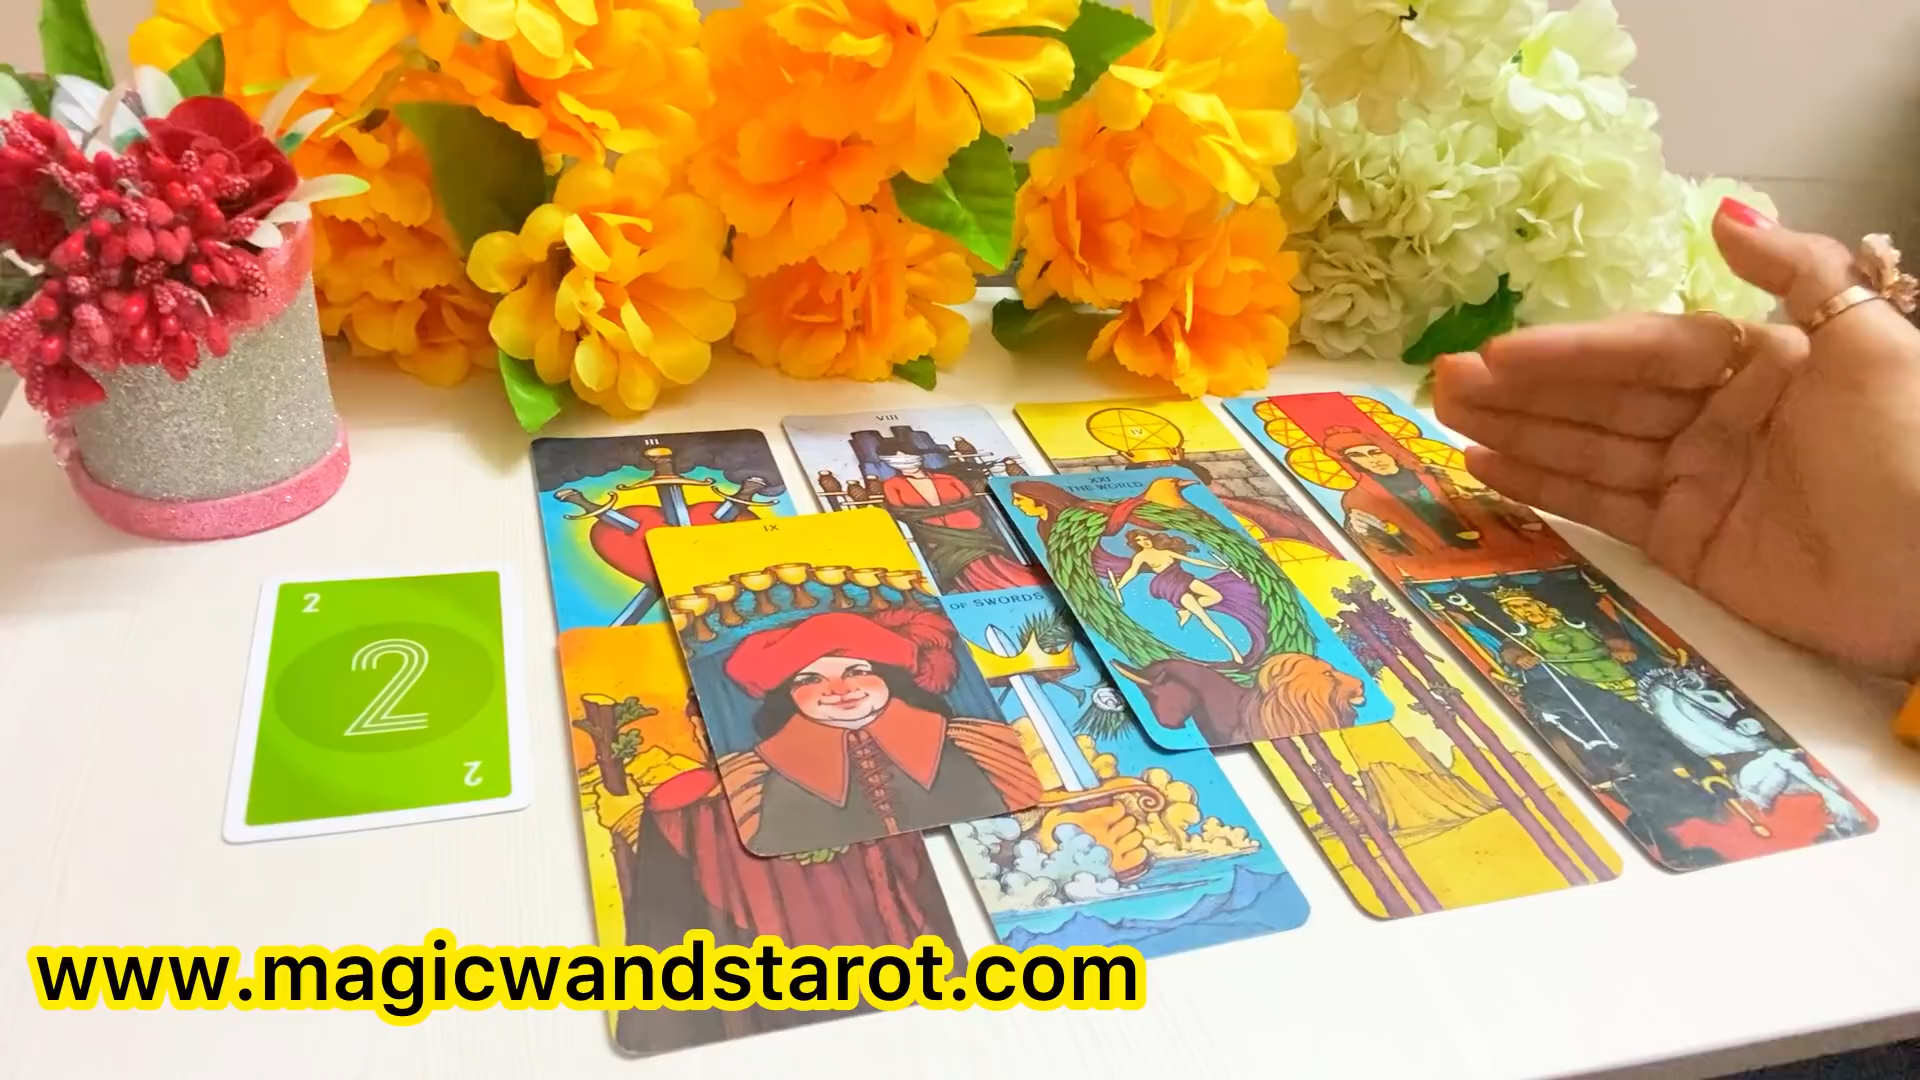 III
VIII
IV
XXI
THE WORLD
IX
OF SWORDS
2
2
2
www.magicwandstarot.com